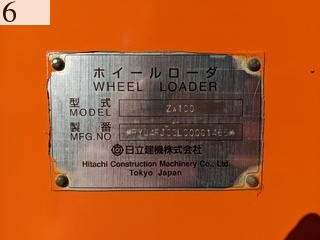 6
ホイールローダ
WHEEL LOADER
型式
MODEL ZW100
製番
MFG.NO
日立建機株式会社
Hitachi Construction Machinery Co., Ltd.
Tokyo Japan